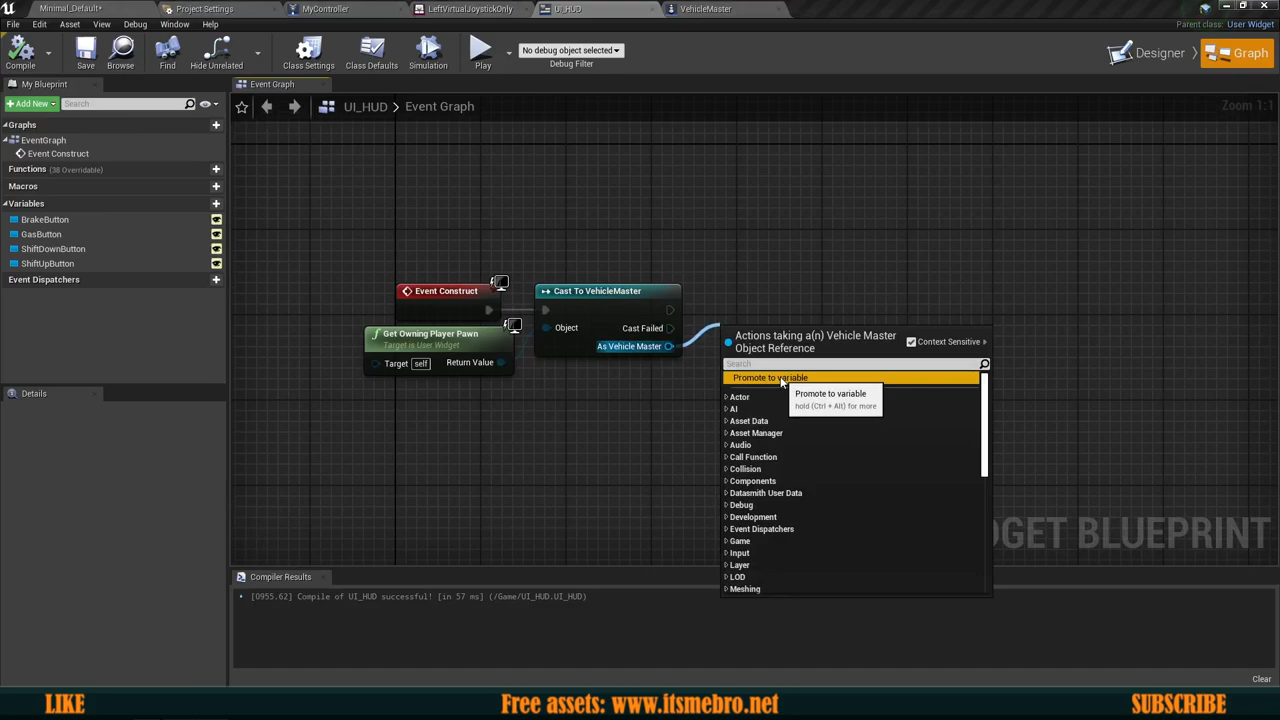 Minimal_Default*
Project Settings
MyController
LeftVirtualJoystickOnly
UI_HUD
VehicleMaster
File
Edit
Asset
View
Debug
Window
Help
Parent class: User Widget
Compile
Save
Browse
Find
Hide Unrelated
Class Settings
Class Defaults
Simulation
Play
No debug object selected
Debug Filter
Designer
Graph
My Blueprint
Add New
Search
Event Graph
UI_HUD > Event Graph
Zoom 1:1
Graphs
EventGraph
Event Construct
Functions (38 Overridable)
Macros
Variables
BrakeButton
GasButton
ShiftDownButton
ShiftUpButton
Event Dispatchers
Details
Event Construct
Cast To VehicleMaster
Object
Cast Failed
As Vehicle Master
Get Owning Player Pawn
Target is User Widget
Target self
Return Value
Actions taking a(n) Vehicle Master
Object Reference
Context Sensitive
Search
Promote to variable
Promote to variable
hold (Ctrl + Alt) for more
Actor
AI
Asset Data
Asset Manager
Audio
Call Function
Collision
Components
Datasmith User Data
Debug
Development
Event Dispatchers
Game
Input
Layer
LOD
Meshing
GET BLUEPRINT
Compiler Results
[0955.62] Compile of UI_HUD successful! [in 57 ms] (/Game/UI_HUD.UI_HUD)
Clear
LIKE
Free assets: www.itsmebro.net
SUBSCRIBE